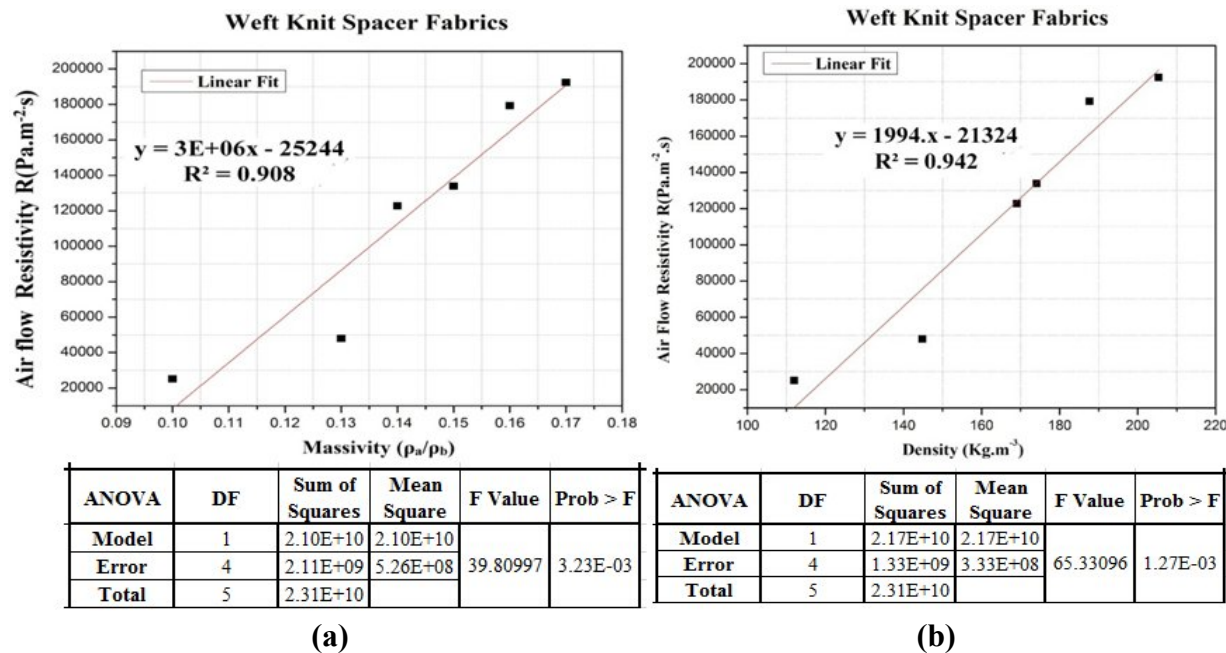 Weft Knit Spacer Fabrics
Linear Fit
y = 3E+06x - 25244
R² = 0.908
Air flow Resistivity R(Pa.m-2.s)
200000
180000
160000
140000
120000
100000
80000
60000
40000
20000
0.09 0.10 0.11 0.12 0.13 0.14 0.15 0.16 0.17 0.18
Massivity (ρa/ρb)
ANOVA DF Sum of Squares Mean Square F Value Prob > F
Model 1 2.10E+10 2.10E+10 39.80997 3.23E-03
Error 4 2.11E+09 5.26E+08
Total 5 2.31E+10
(a)
Weft Knit Spacer Fabrics
Linear Fit
y = 1994.x - 21324
R² = 0.942
Air Flow Resistivity R(Pa.m-2.s)
200000
180000
160000
140000
120000
100000
80000
60000
40000
20000
100 120 140 160 180 200 220
Density (Kg.m-3)
ANOVA DF Sum of Squares Mean Square F Value Prob > F
Model 1 2.17E+10 2.17E+10 65.33096 1.27E-03
Error 4 1.33E+09 3.33E+08
Total 5 2.31E+10
(b)